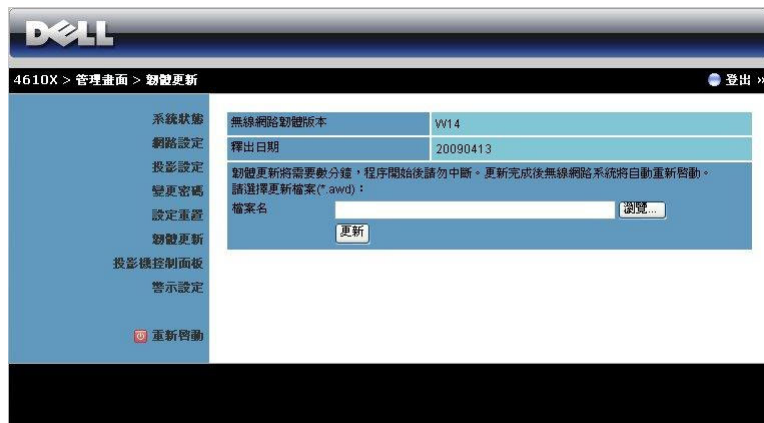 DELL
4610X > 管理畫面 > 韌體更新
登出 »
系統狀態
網路設定
投影設定
變更密碼
設定重置
韌體更新
投影機控制面板
警示設定
重新啓動
無線網路韌體版本 W14
釋出日期 20090413
韌體更新將需要數分鐘，程序開始後請勿中斷。更新完成後無線網路系統將自動重新啓動。
請選擇更新檔案(*.awd)：
檔案名 瀏覽...
更新